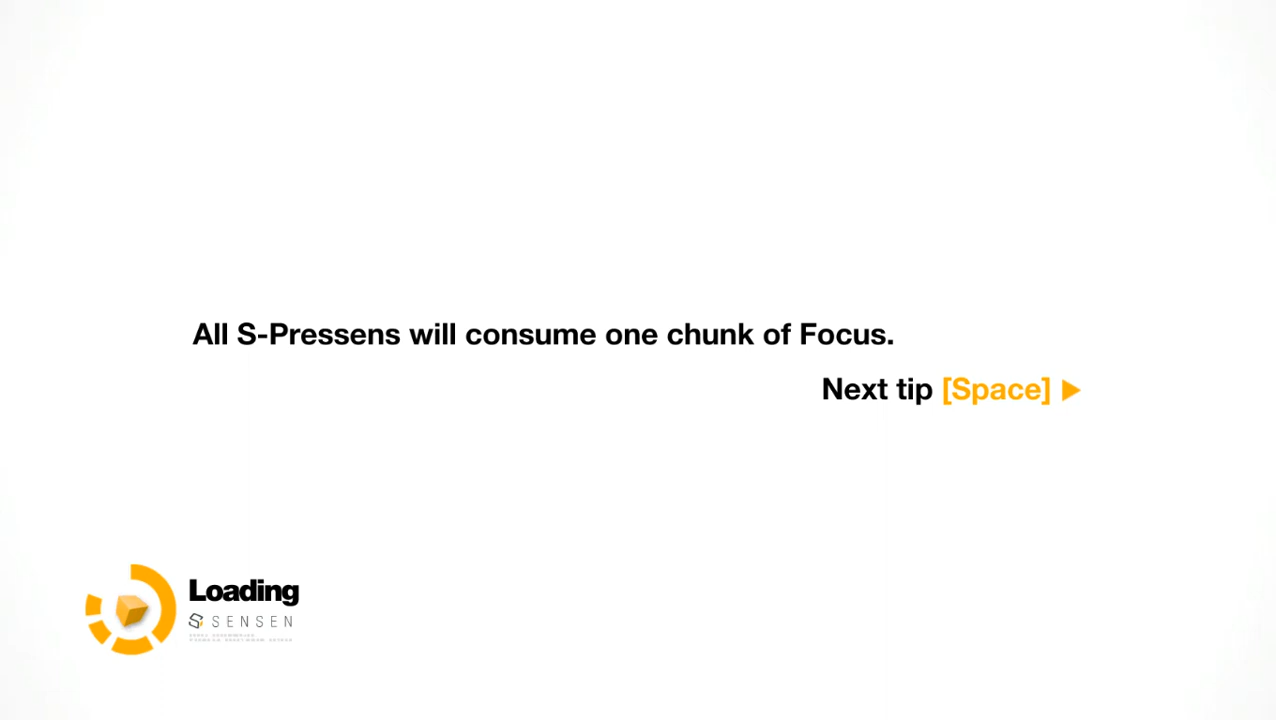 All S-Pressens will consume one chunk of Focus.
Next tip [Space]
Loading
SENSEN